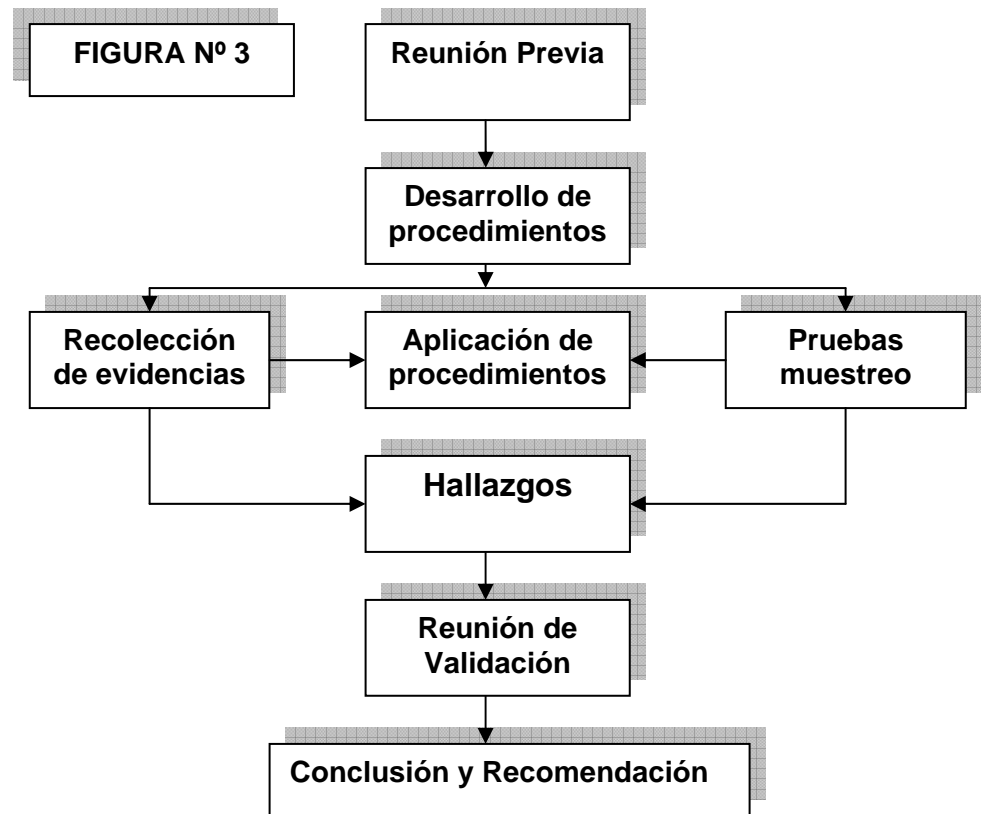 FIGURA Nº 3
Reunión Previa
Desarrollo de
procedimientos
Recolección
de evidencias
Aplicación de
procedimientos
Pruebas
muestreo
Hallazgos
Reunión de
Validación
Conclusión y Recomendación